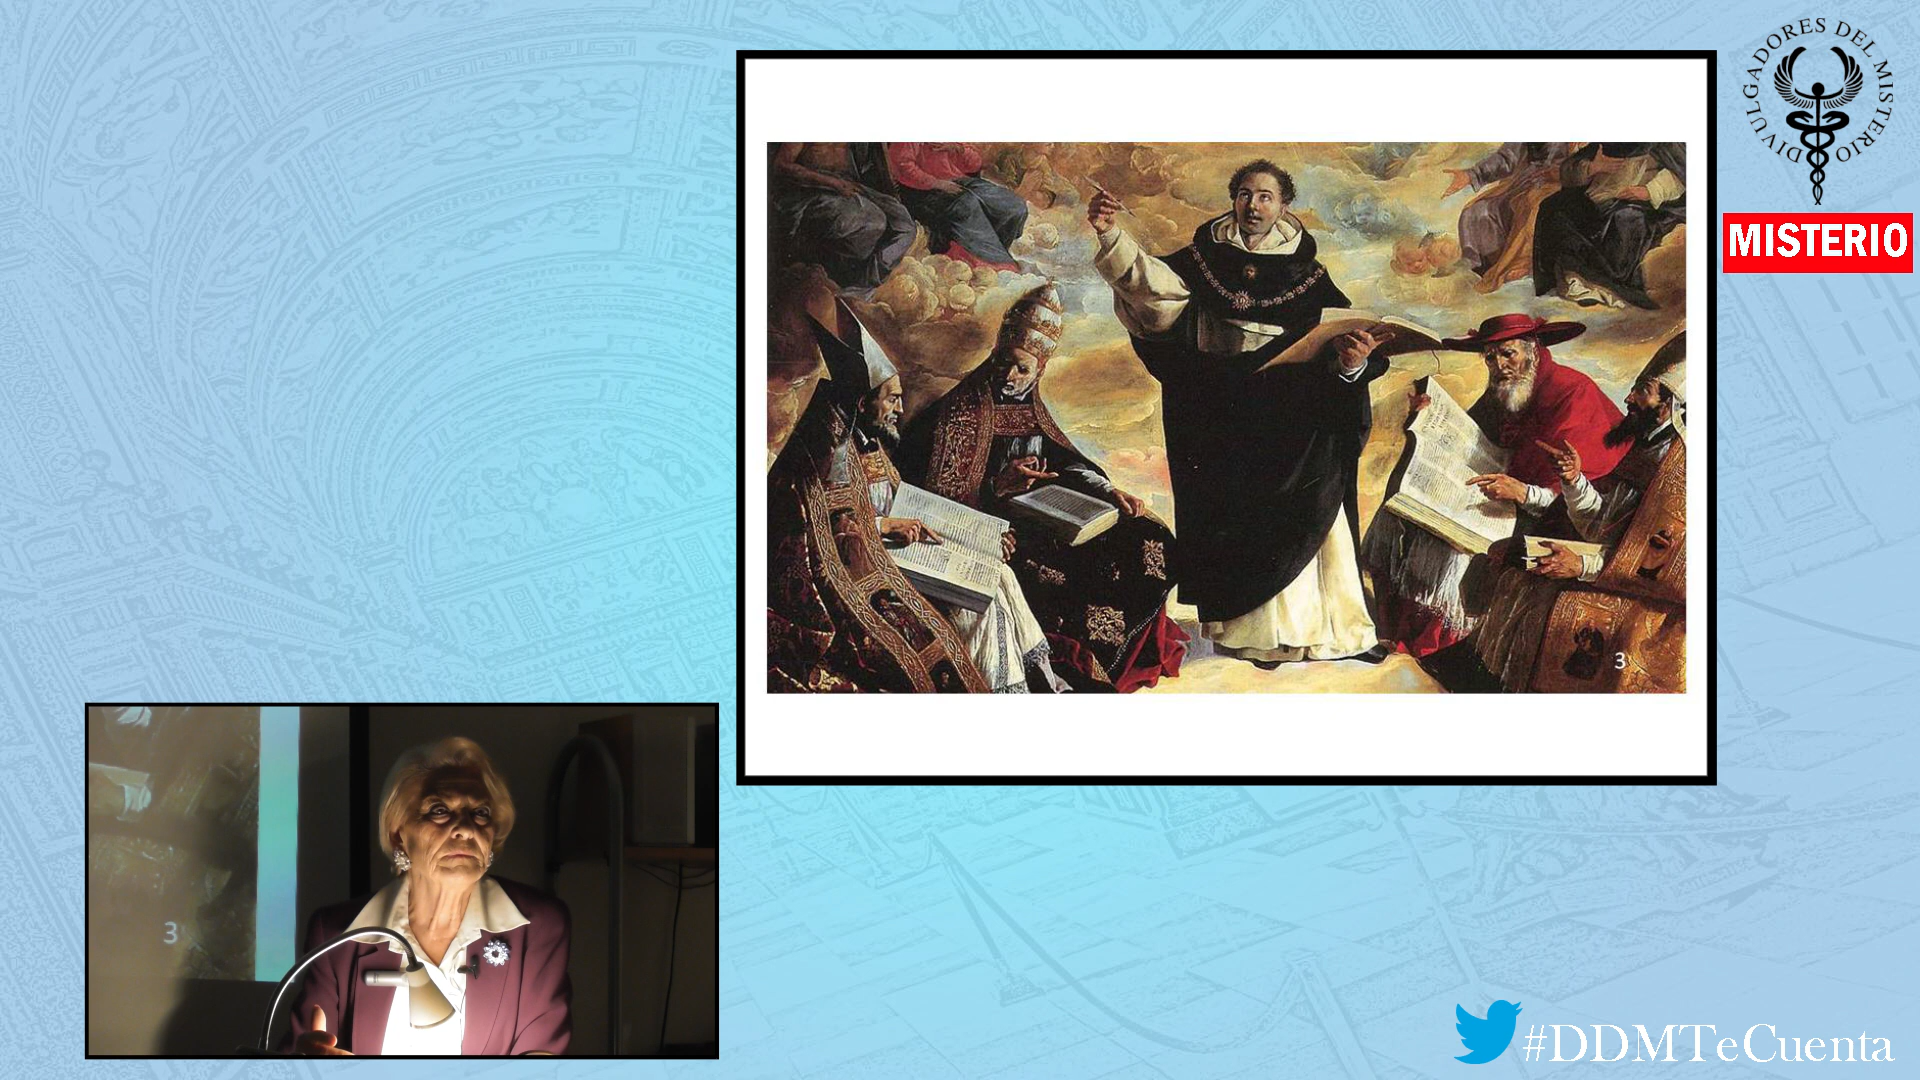 DIVULGADORES DEL MISTERIO
MISTERIO
3
3
#DDMTeCuenta